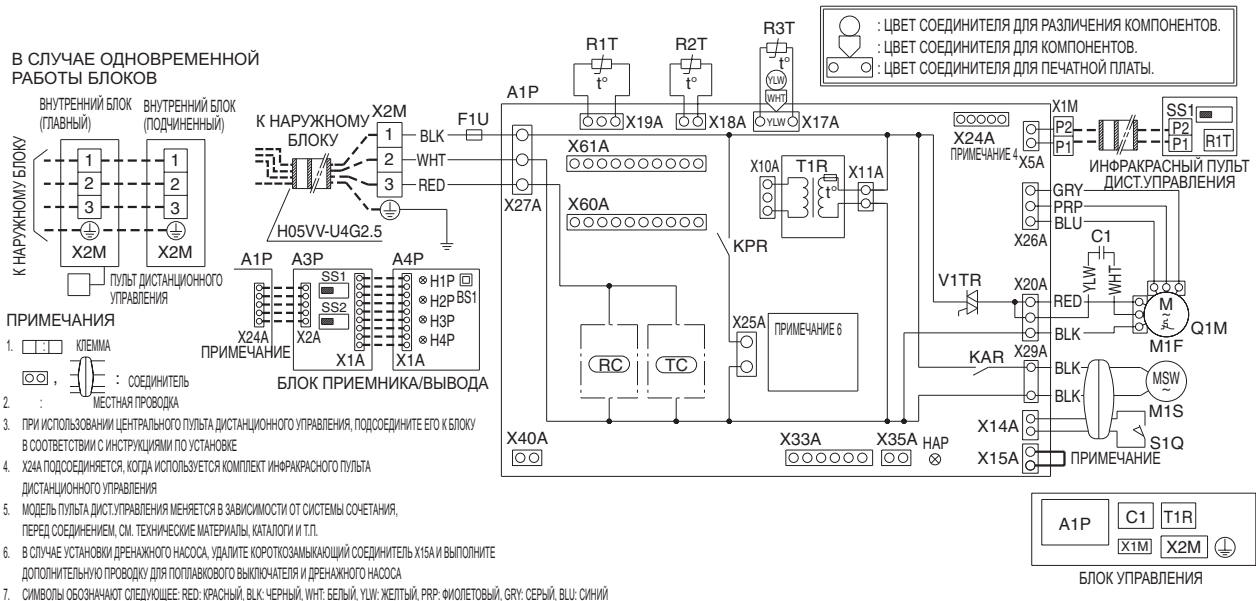 В СЛУЧАЕ ОДНОВРЕМЕННОЙ
РАБОТЫ БЛОКОВ
ВНУТРЕННИЙ БЛОК
(ГЛАВНЫЙ)
ВНУТРЕННИЙ БЛОК
(ПОДЧИНЕННЫЙ)
К НАРУЖНОМУ БЛОКУ
1
2
3
X2M
1
2
3
X2M
ПУЛЬТ ДИСТАНЦИОННОГО
УПРАВЛЕНИЯ
К НАРУЖНОМУ
БЛОКУ
X2M
1
2
3
BLK
WHT
RED
F1U
X27A
H05VV-U4G2.5
A1P
X24A
ПРИМЕЧАНИЕ
A3P
SS1
SS2
X2A
X1A
A4P
H1P
H2P
H3P
H4P
BS1
X1A
БЛОК ПРИЕМНИКА/ВЫВОДА
A1P
R1T
t°
X19A
R2T
t°
X18A
R3T
t°
YLW
WHT
YLW
X17A
: ЦВЕТ СОЕДИНИТЕЛЯ ДЛЯ РАЗЛИЧЕНИЯ КОМПОНЕНТОВ.
: ЦВЕТ СОЕДИНИТЕЛЯ ДЛЯ КОМПОНЕНТОВ.
: ЦВЕТ СОЕДИНИТЕЛЯ ДЛЯ ПЕЧАТНОЙ ПЛАТЫ.
X61A
X60A
X10A
T1R
t°
X11A
KPR
RC
TC
X25A
ПРИМЕЧАНИЕ 6
V1TR
KAR
X40A
X33A
X35A
HAP
X24A
ПРИМЕЧАНИЕ 4
X1M
P2
P1
X5A
SS1
P2
P1
R1T
ИНФРАКРАСНЫЙ ПУЛЬТ
ДИСТ.УПРАВЛЕНИЯ
GRY
PRP
BLU
X26A
C1
YLW
WHT
X20A
RED
BLK
M
~
Q1M
M1F
X29A
BLK
BLK
MSW
~
M1S
X14A
S1Q
X15A
ПРИМЕЧАНИЕ
ПРИМЕЧАНИЯ
1. : КЛЕММА
, : СОЕДИНИТЕЛЬ
2. : МЕСТНАЯ ПРОВОДКА
3. ПРИ ИСПОЛЬЗОВАНИИ ЦЕНТРАЛЬНОГО ПУЛЬТА ДИСТАНЦИОННОГО УПРАВЛЕНИЯ, ПОДСОЕДИНИТЕ ЕГО К БЛОКУ
В СООТВЕТСТВИИ С ИНСТРУКЦИЯМИ ПО УСТАНОВКЕ
4. X24A ПОДСОЕДИНЯЕТСЯ, КОГДА ИСПОЛЬЗУЕТСЯ КОМПЛЕКТ ИНФРАКРАСНОГО ПУЛЬТА
ДИСТАНЦИОННОГО УПРАВЛЕНИЯ
5. МОДЕЛЬ ПУЛЬТА ДИСТ.УПРАВЛЕНИЯ МЕНЯЕТСЯ В ЗАВИСИМОСТИ ОТ СИСТЕМЫ СОЧЕТАНИЯ,
ПЕРЕД СОЕДИНЕНИЕМ, СМ. ТЕХНИЧЕСКИЕ МАТЕРИАЛЫ, КАТАЛОГИ И Т.П.
6. В СЛУЧАЕ УСТАНОВКИ ДРЕНАЖНОГО НАСОСА, УДАЛИТЕ КОРОТКОЗАМЫКАЮЩИЙ СОЕДИНИТЕЛЬ X15A И ВЫПОЛНИТЕ
ДОПОЛНИТЕЛЬНУЮ ПРОВОДКУ ДЛЯ ПОПЛАВКОВОГО ВЫКЛЮЧАТЕЛЯ И ДРЕНАЖНОГО НАСОСА
7. СИМВОЛЫ ОБОЗНАЧАЮТ СЛЕДУЮЩЕЕ: RED: КРАСНЫЙ, BLK: ЧЕРНЫЙ, WHT: БЕЛЫЙ, YLW: ЖЕЛТЫЙ, PRP: ФИОЛЕТОВЫЙ, GRY: СЕРЫЙ, BLU: СИНИЙ
A1P
C1
T1R
X1M
X2M
БЛОК УПРАВЛЕНИЯ